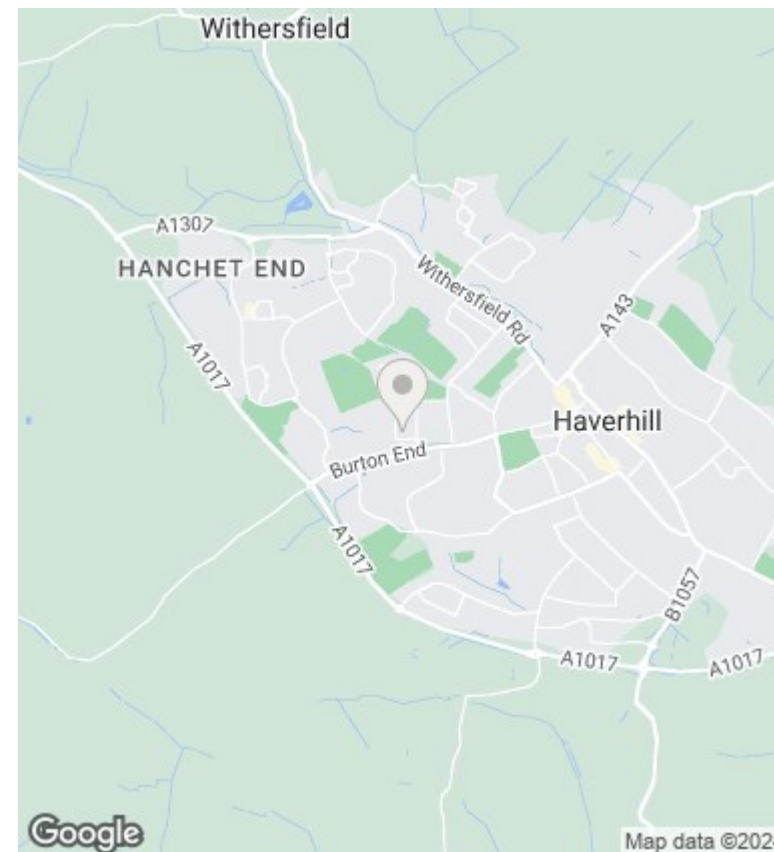 Withersfield
A1307
HANCHET END
Withersfield Rd
A143
A1017
Haverhill
Burton End
A1017
B1057
A1017
A1017
Google
Map data ©202